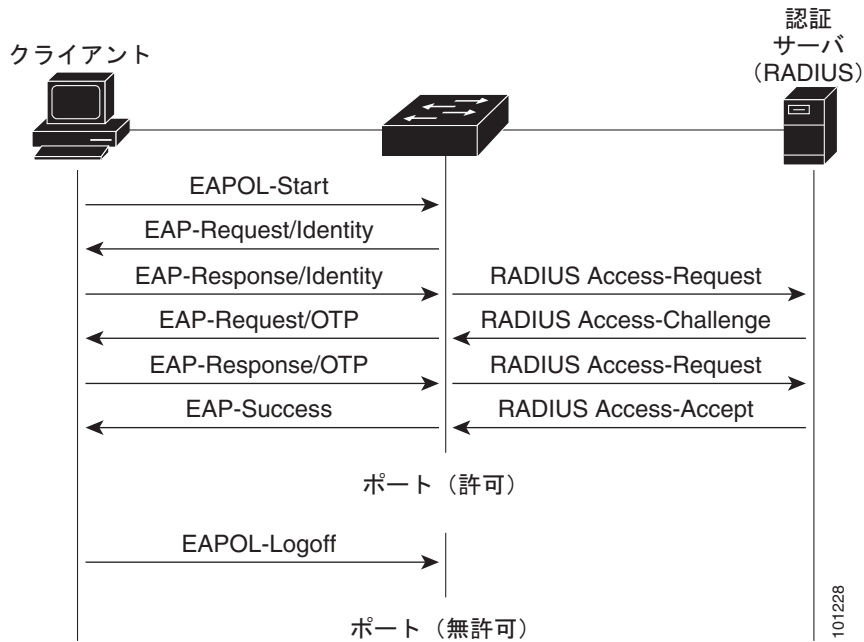 クライアント
認証
サーバ
（RADIUS）
EAPOL-Start
EAP-Request/Identity
EAP-Response/Identity
RADIUS Access-Request
EAP-Request/OTP
RADIUS Access-Challenge
EAP-Response/OTP
RADIUS Access-Request
EAP-Success
RADIUS Access-Accept
ポート（許可）
EAPOL-Logoff
ポート（無許可）
101228